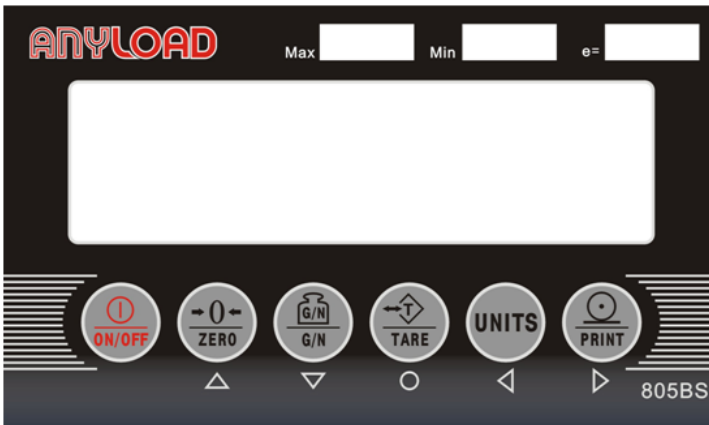 ANYLOAD
Max Min e=
0 G/N T
ON/OFF ZERO G/N TARE UNITS PRINT
805BS